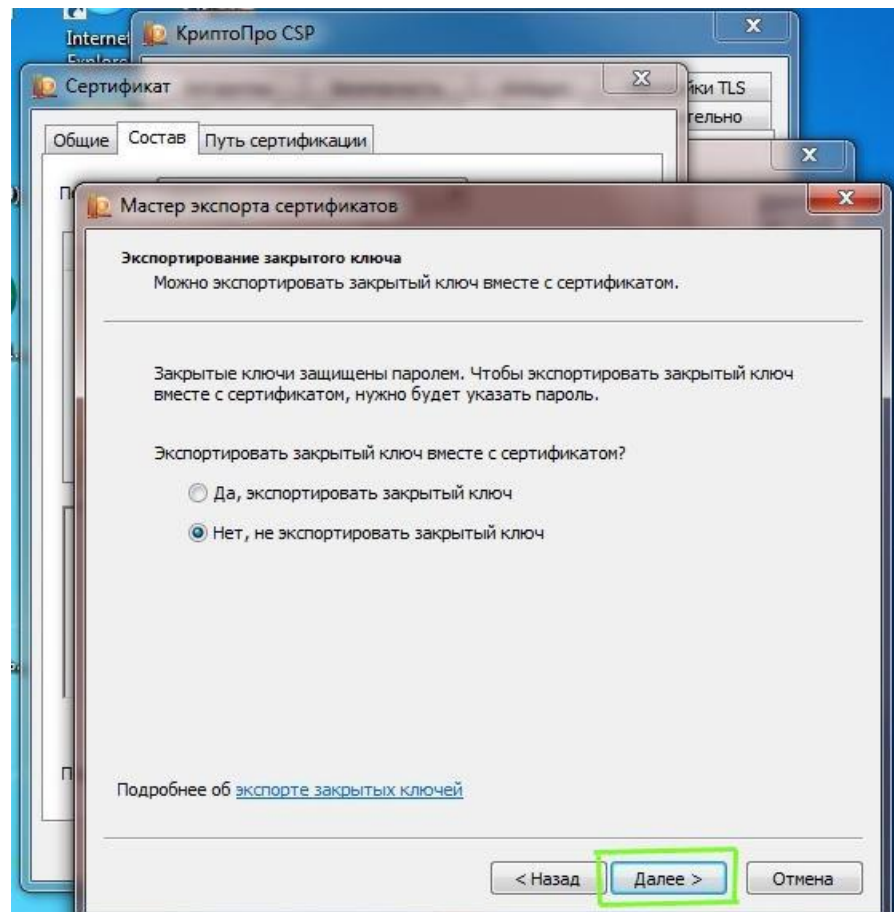 Internet
КриптоПро CSP
Сертификат
йки TLS
тельно
Общие Состав Путь сертификации
Мастер экспорта сертификатов
Экспортирование закрытого ключа
Можно экспортировать закрытый ключ вместе с сертификатом.
Закрытые ключи защищены паролем. Чтобы экспортировать закрытый ключ
вместе с сертификатом, нужно будет указать пароль.
Экспортировать закрытый ключ вместе с сертификатом?
Да, экспортировать закрытый ключ
Нет, не экспортировать закрытый ключ
Подробнее об экспорте закрытых ключей
< Назад Далее > Отмена